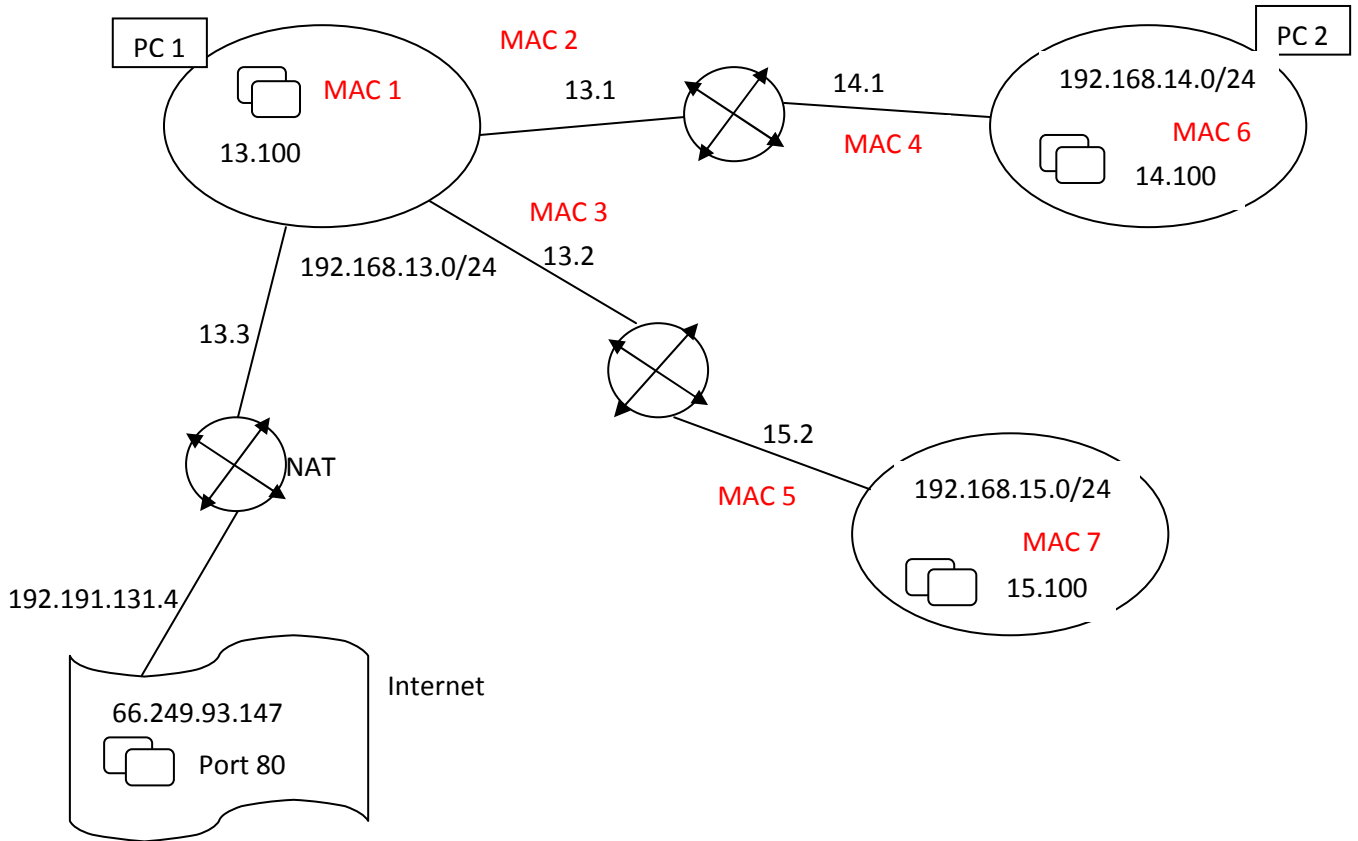 PC 1
MAC 2
PC 2
MAC 1
13.1
14.1
192.168.14.0/24
13.100
MAC 4
MAC 6
14.100
MAC 3
13.2
192.168.13.0/24
13.3
15.2
NAT
MAC 5
192.168.15.0/24
MAC 7
15.100
192.191.131.4
Internet
66.249.93.147
Port 80